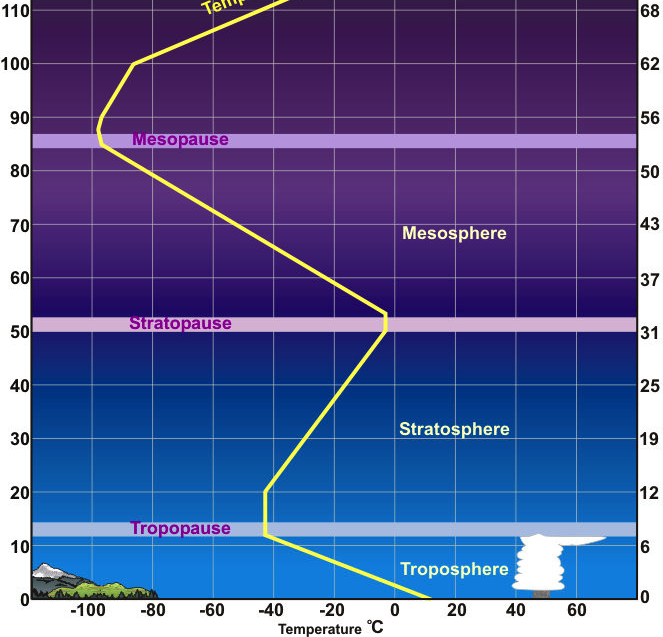 110 68
100 62
90 56
Mesopause
80 50
70 43
Mesosphere
60 37
Stratopause
50 31
40 25
Stratosphere
30 19
20 12
Tropopause
10 6
Troposphere
0 0
-100 -80 -60 -40 -20 0 20 40 60
Temperature °C